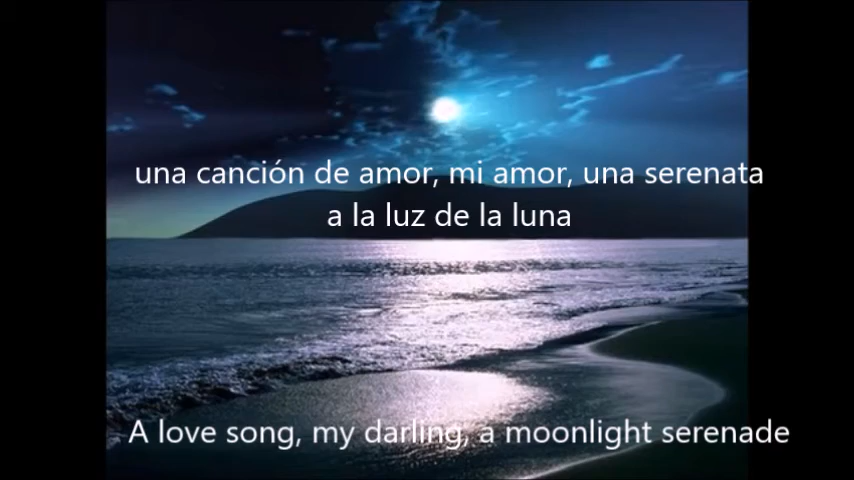 una canción de amor, mi amor, una serenata
a la luz de la luna
A love song, my darling, a moonlight serenade